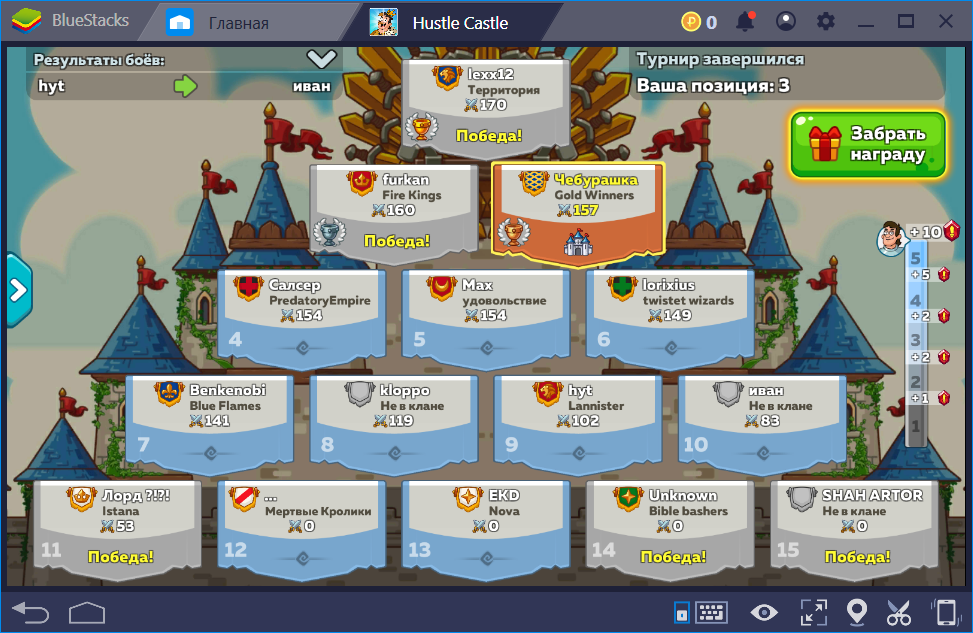 BlueStacks
Главная
Hustle Castle
0
Результаты боёв:
hyt
иван
Турнир завершился
Ваша позиция: 3
Забрать
награду
lexx12
Территория
170
Победа!
furkan
Fire Kings
160
Победа!
Чебурашка
Gold Winners
157
+10
5
+5
4
+2
3
+2
2
+1
1
Салсер
PredatoryEmpire
154
4
Max
удовольствие
154
5
lorixius
twistet wizards
149
6
Benkenobi
Blue Flames
141
7
kloppo
Не в клане
119
8
hyt
Lannister
102
9
иван
Не в клане
83
10
Лорд ?!?!
Istana
53
11
Победа!
...
Мертвые Кролики
0
12
EKD
Nova
0
13
Unknown
Bible bashers
0
14
Победа!
SHAH ARTOR
Не в клане
0
15
Победа!